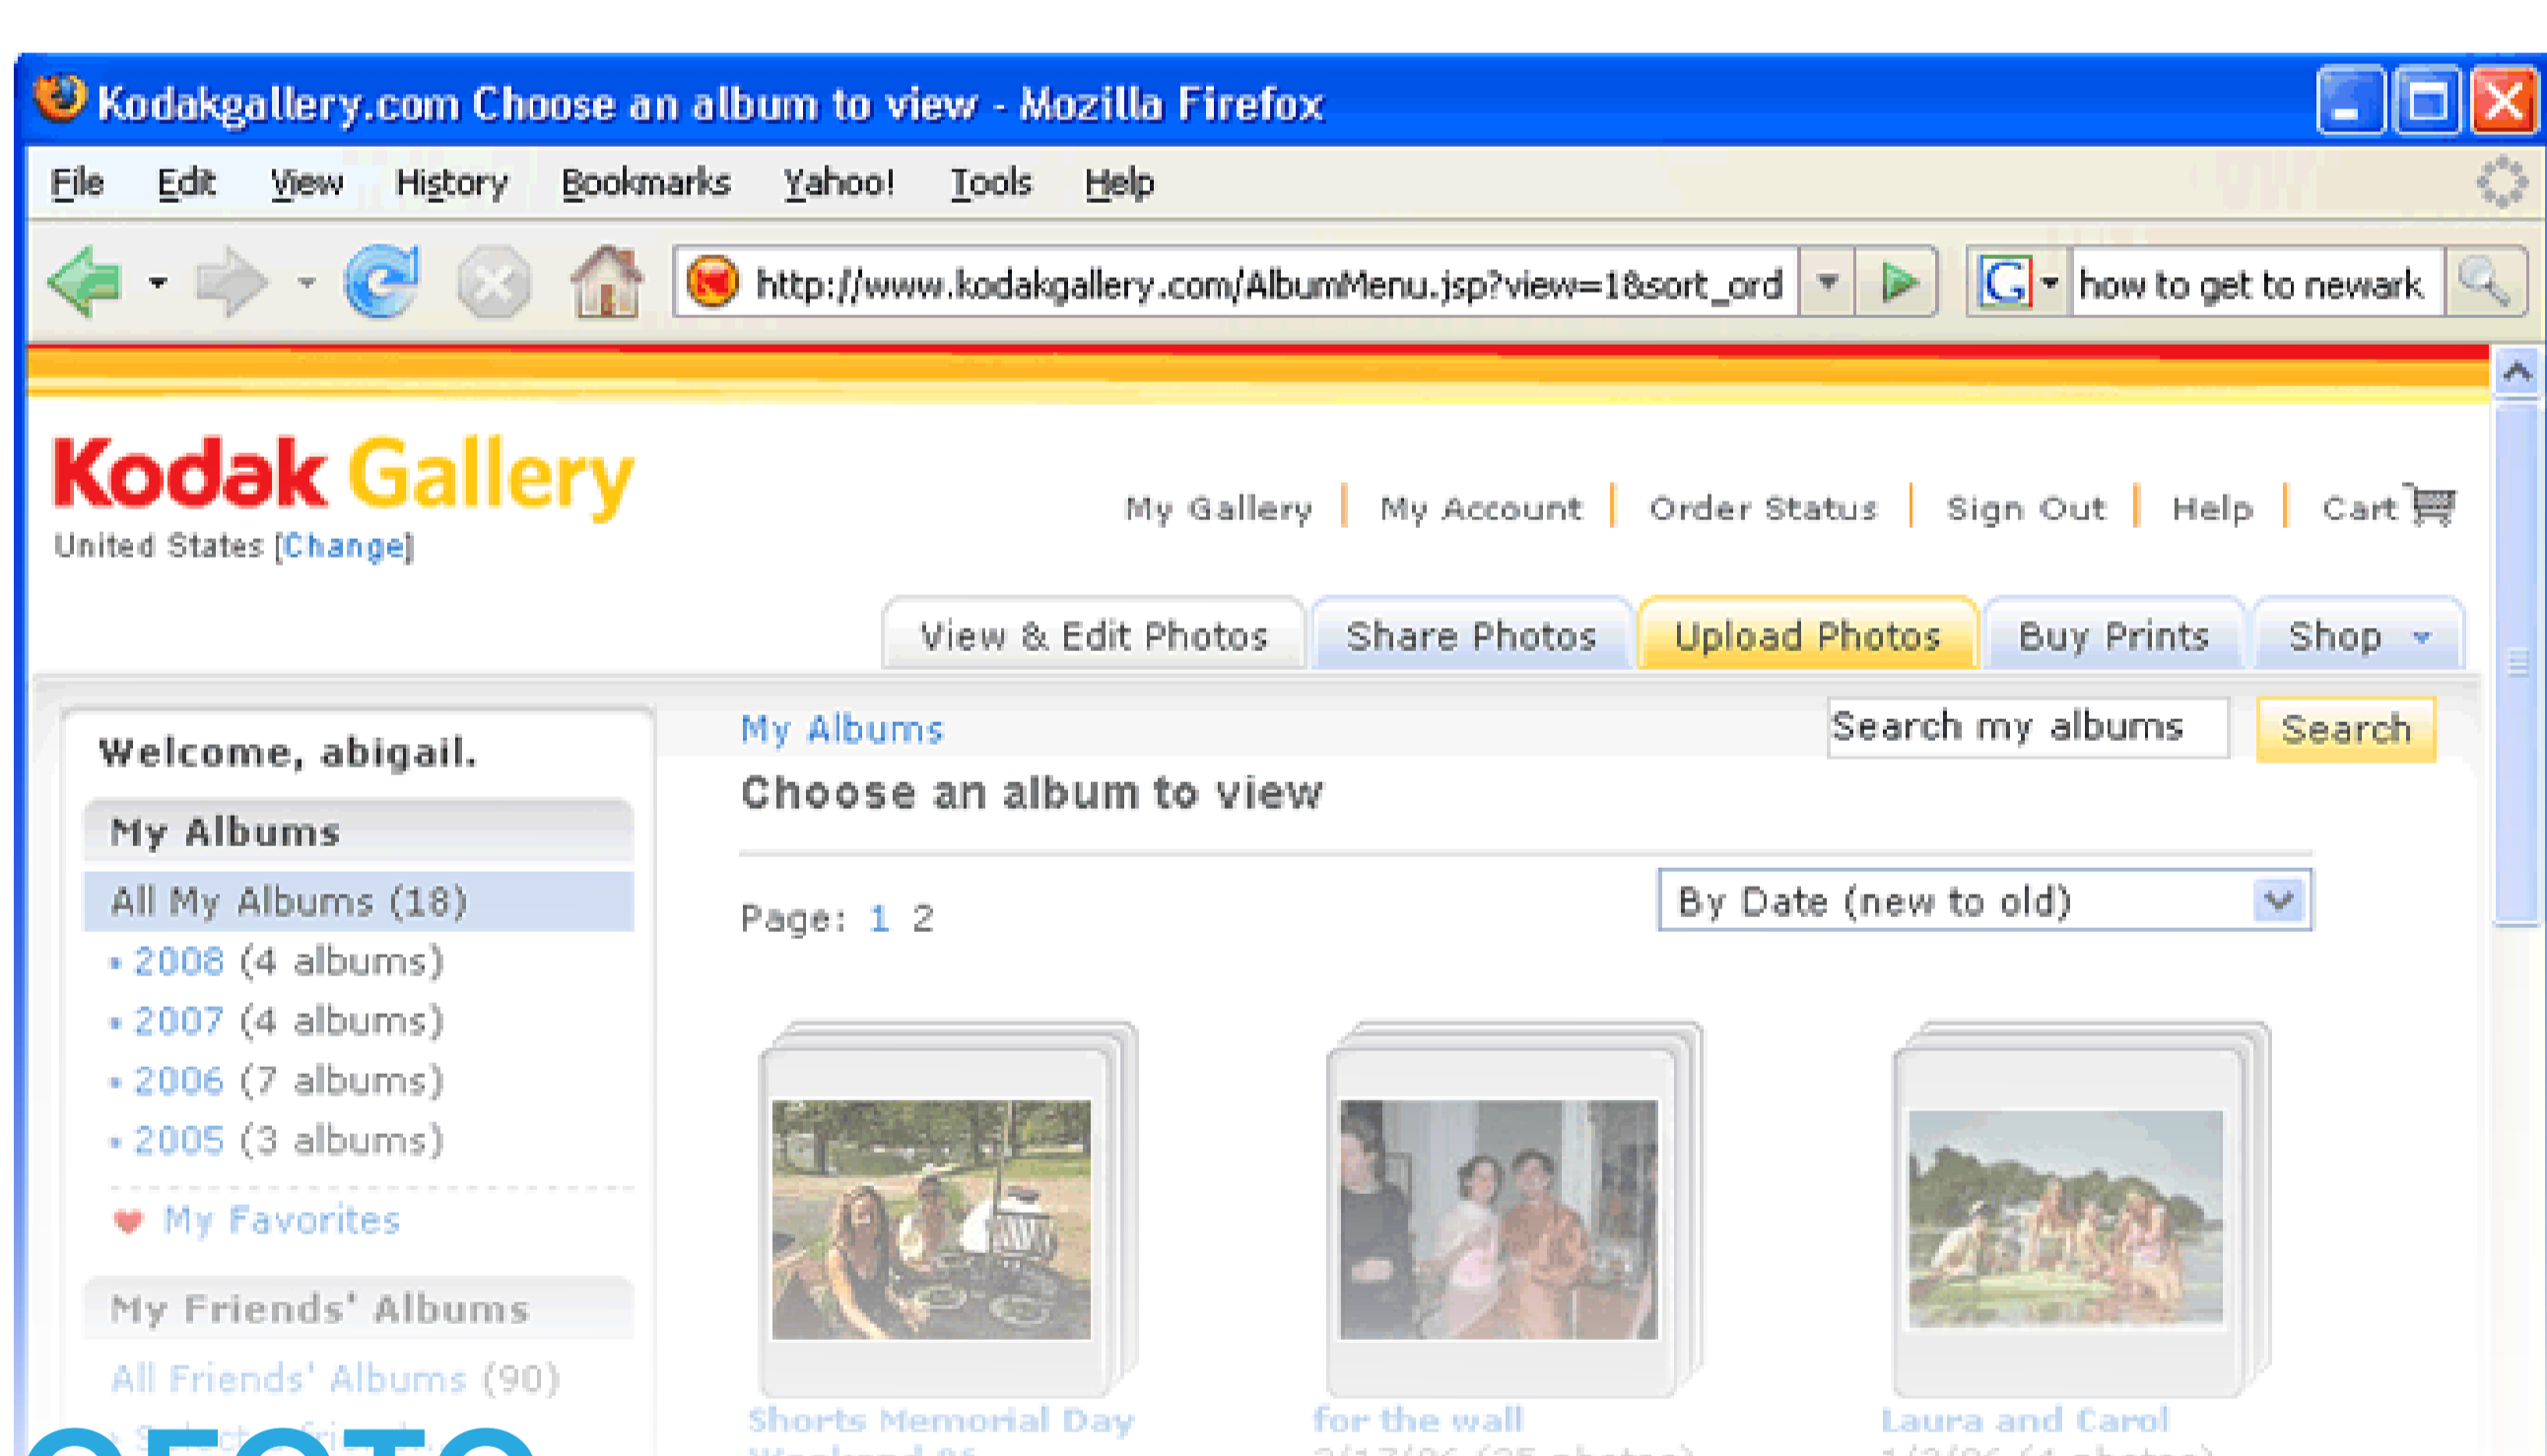 Kodakgallery.com Choose an album to view - Mozilla Firefox
File Edit View History Bookmarks Yahoo! Tools Help
http://www.kodakgallery.com/AlbumMenu.jsp?view=1&sort_ord
G how to get to newark
Kodak Gallery
United States [Change]
My Gallery | My Account | Order Status | Sign Out | Help | Cart
View & Edit Photos Share Photos Upload Photos Buy Prints Shop
Welcome, abigail.
My Albums
All My Albums (18)
2008 (4 albums)
2007 (4 albums)
2006 (7 albums)
2005 (3 albums)
My Favorites
My Friends' Albums
All Friends' Albums (90)
My Albums
Search my albums Search
Choose an album to view
Page: 1 2
By Date (new to old)
Shorts Memorial Day
for the wall
Laura and Carol